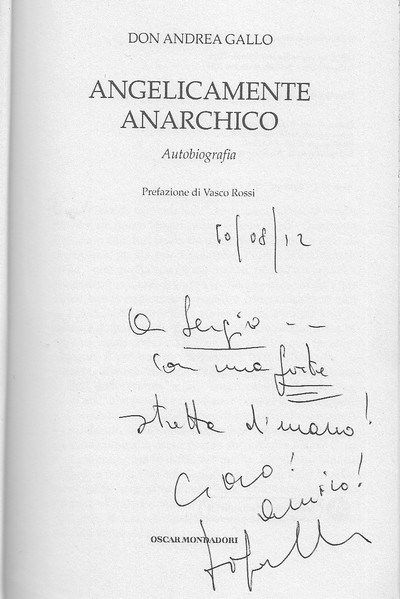 DON ANDREA GALLO
ANGELICAMENTE
ANARCHICO
Autobiografia
Prefazione di Vasco Rossi
10/08/12
A Sergio --
con una forte
stretta di mano!
Ciao!
amico!
OSCAR MONDADORI